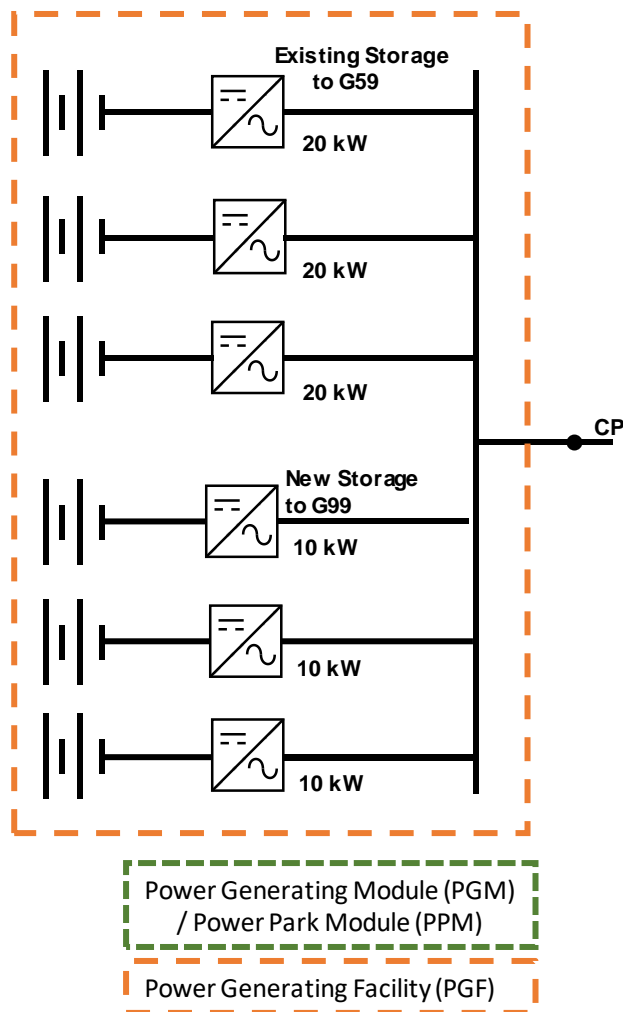 Existing Storage
to G59
20 kW
20 kW
20 kW
CP
New Storage
to G99
10 kW
10 kW
10 kW
Power Generating Module (PGM)
/ Power Park Module (PPM)
Power Generating Facility (PGF)